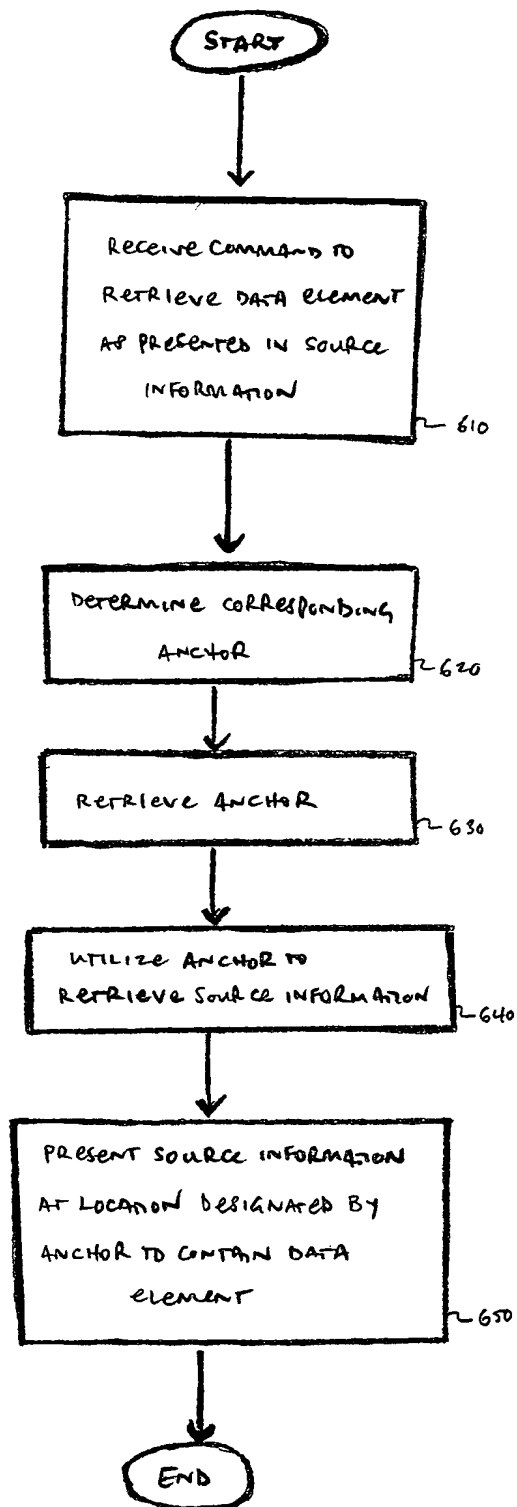 START
RECEIVE COMMAND TO
RETRIEVE DATA ELEMENT
AS PRESENTED IN SOURCE
INFORMATION
610
DETERMINE CORRESPONDING
ANCHOR
620
RETRIEVE ANCHOR
630
UTILIZE ANCHOR TO
RETRIEVE SOURCE INFORMATION
640
PRESENT SOURCE INFORMATION
AT LOCATION DESIGNATED BY
ANCHOR TO CONTAIN DATA
ELEMENT
650
END